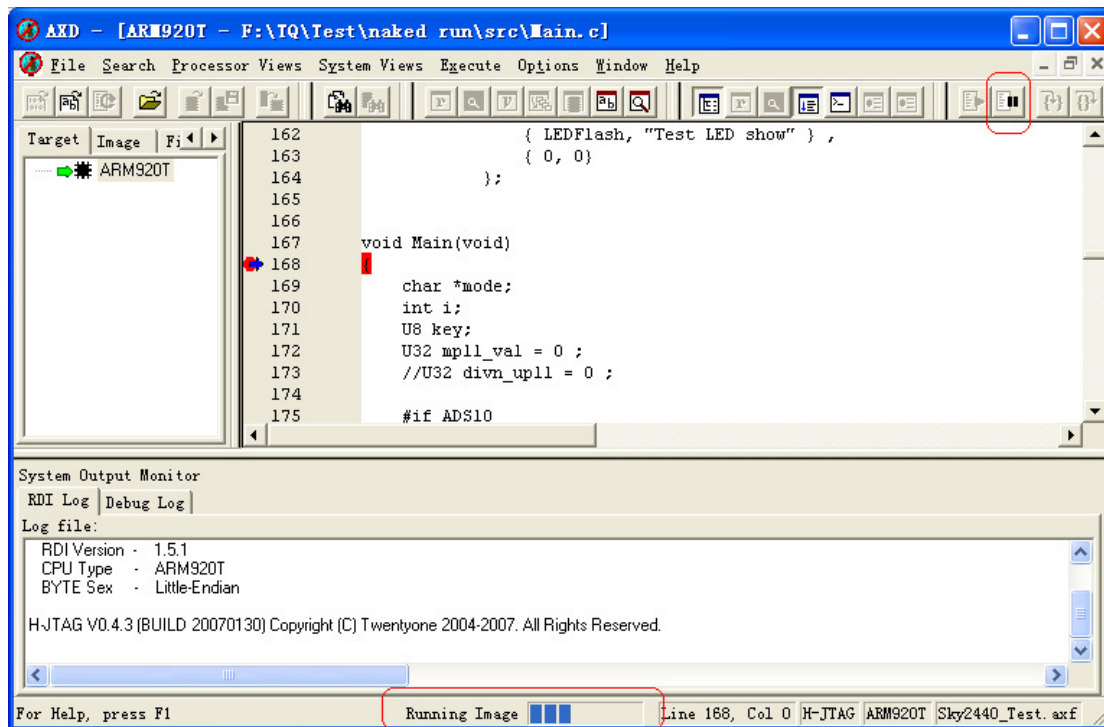 AXD - [ARM920T - F:\TQ\Test\naked run\src\Main.c]
File Search Processor Views System Views Execute Options Window Help
Target Image Fi
ARM920T
162 { LEDFlash, "Test LED show" } ,
163 { 0, 0}
164 };
165
166
167 void Main(void)
168 {
169 char *mode;
170 int i;
171 U8 key;
172 U32 mpll_val = 0 ;
173 //U32 divn_upll = 0 ;
174
175 #if ADS10
System Output Monitor
RDI Log Debug Log
Log file:
RDI Version - 1.5.1
CPU Type - ARM920T
BYTE Sex - Little-Endian
H-JTAG V0.4.3 (BUILD 20070130) Copyright (C) Twentyone 2004-2007. All Rights Reserved.
For Help, press F1 Running Image Line 168, Col 0 H-JTAG ARM920T Sky2440_Test.axf